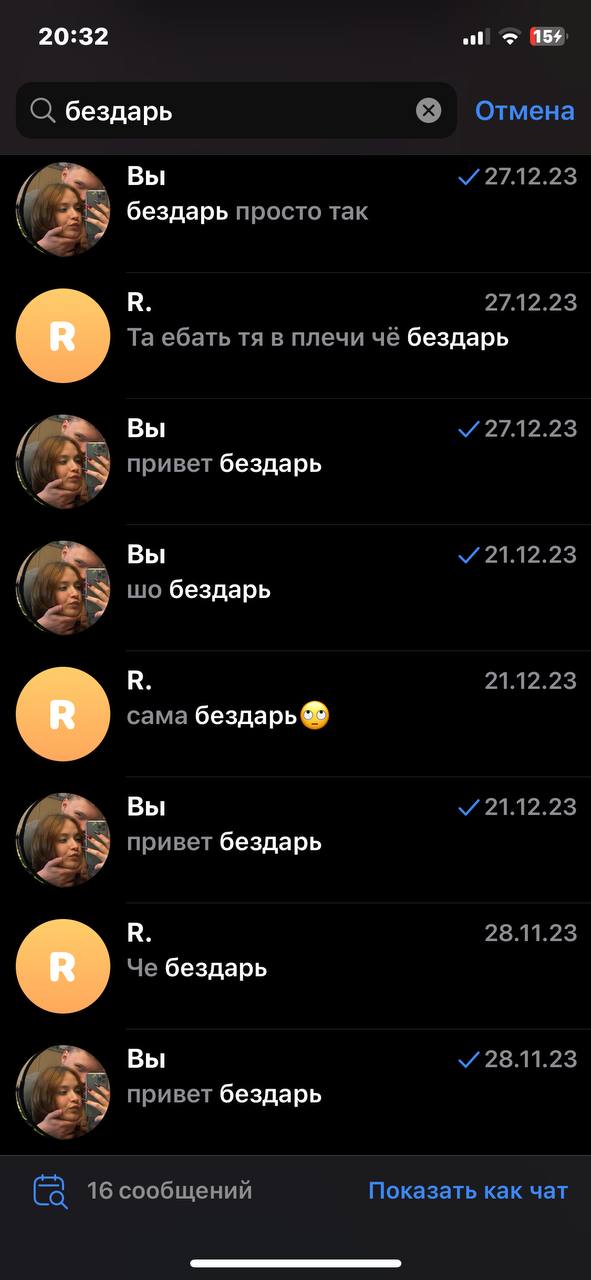 20:32
15
бездарь
Отмена
Вы
27.12.23
бездарь просто так
R.
27.12.23
R
Та ебать тя в плечи чё бездарь
Вы
27.12.23
привет бездарь
Вы
21.12.23
шо бездарь
R.
21.12.23
R
сама бездарь🙄
Вы
21.12.23
привет бездарь
R.
28.11.23
R
Че бездарь
Вы
28.11.23
привет бездарь
16 сообщений
Показать как чат